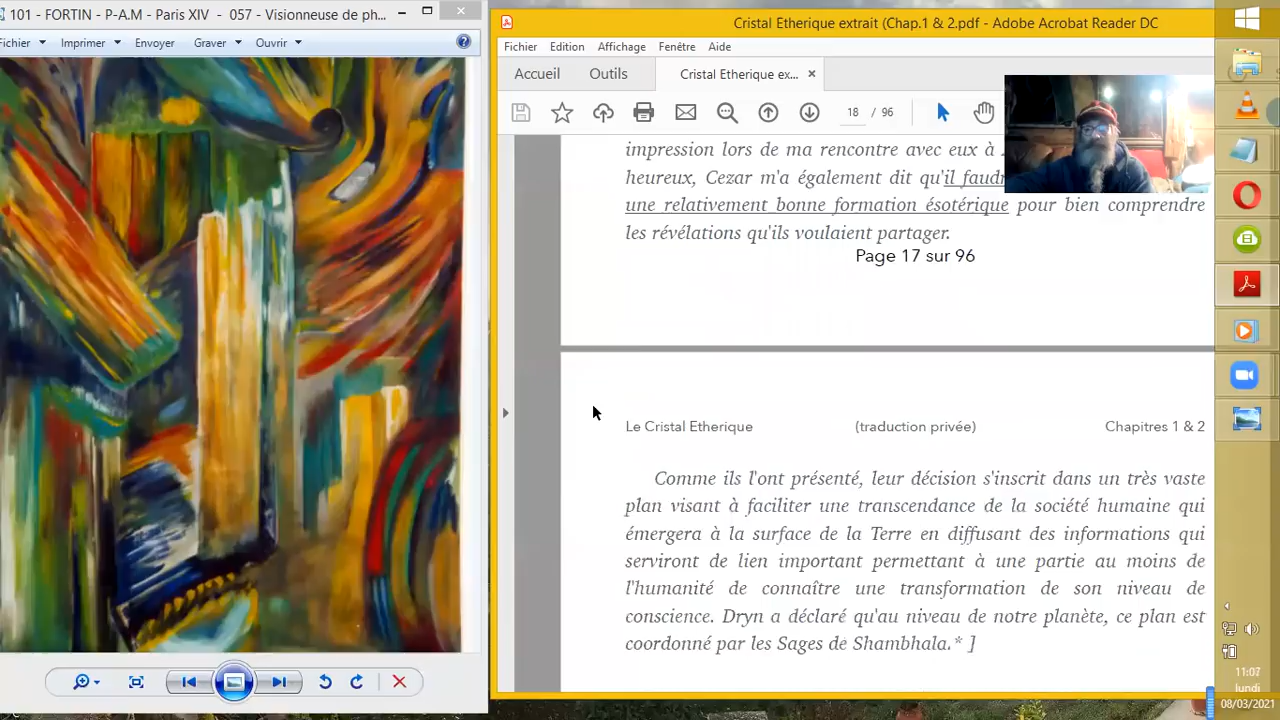 101 - FORTIN - P-A.M - Paris XIV - 057 - Visionneuse de ph...
Fichier Imprimer Envoyer Graver Ouvrir
Cristal Etherique extrait (Chap.1 & 2.pdf - Adobe Acrobat Reader DC
Fichier Edition Affichage Fenêtre Aide
Accueil Outils Cristal Etherique ex...
18 / 96
impression lors de ma rencontre avec eux à
heureux, Cezar m'a également dit qu'il
une relativement bonne formation ésotérique pour bien comprendre
les révélations qu'ils voulaient partager.
Page 17 sur 96
Le Cristal Etherique (traduction privée) Chapitres 1 & 2
Comme ils l'ont présenté, leur décision s'inscrit dans un très vaste
plan visant à faciliter une transcendance de la société humaine qui
émergera à la surface de la Terre en diffusant des informations qui
serviront de lien important permettant à une partie au moins de
l'humanité de connaître une transformation de son niveau de
conscience. Dryn a déclaré qu'au niveau de notre planète, ce plan est
coordonné par les Sages de Shambhala.* ]
11:07
lundi
08/03/2021